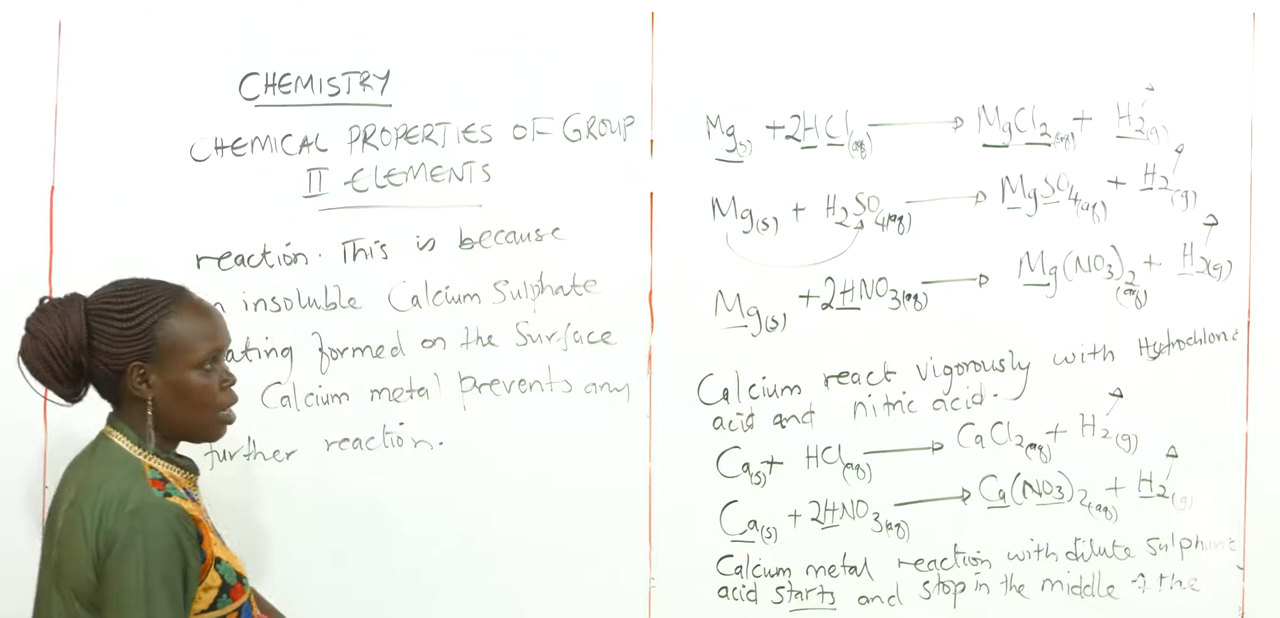 CHEMISTRY
CHEMICAL PROPERTIES OF GROUP
II ELEMENTS
reaction. This is because
insoluble Calcium Sulphate
ating formed on the Surface
Calcium metal prevents any
further reaction.
Mg(s) + 2HCl(aq) → MgCl2(aq) + H2(g)
Mg(s) + H2SO4(aq) → MgSO4(aq) + H2(g)
Mg(s) + 2HNO3(aq) → Mg(NO3)2(aq) + H2(g)
Calcium react vigorously with Hydrochloric
acid and nitric acid.
Ca(s) + HCl(aq) → CaCl2(aq) + H2(g)
Ca(s) + 2HNO3(aq) → Ca(NO3)2(aq) + H2(g)
Calcium metal reaction with dilute Sulphuric
acid starts and stop in the middle of the